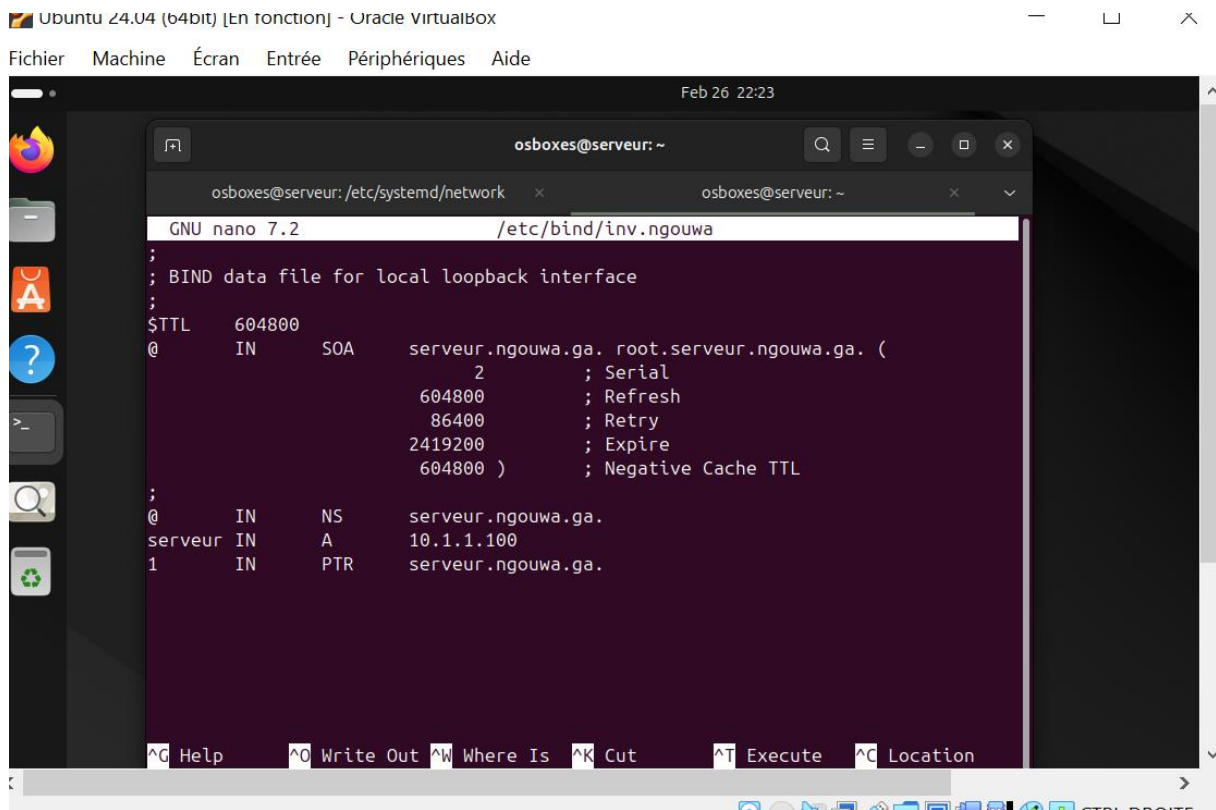 Ubuntu 24.04 (64bit) [En fonction] - Oracle VirtualBox
Fichier Machine Écran Entrée Périphériques Aide
Feb 26 22:23
osboxes@serveur: ~
osboxes@serveur: /etc/systemd/network
osboxes@serveur: ~
GNU nano 7.2 /etc/bind/inv.ngouwa
;
; BIND data file for local loopback interface
;
$TTL 604800
@ IN SOA serveur.ngouwa.ga. root.serveur.ngouwa.ga. (
2 ; Serial
604800 ; Refresh
86400 ; Retry
2419200 ; Expire
604800 ) ; Negative Cache TTL
;
@ IN NS serveur.ngouwa.ga.
serveur IN A 10.1.1.100
1 IN PTR serveur.ngouwa.ga.
^G Help ^O Write Out ^W Where Is ^K Cut ^T Execute ^C Location
CTRL DROITE